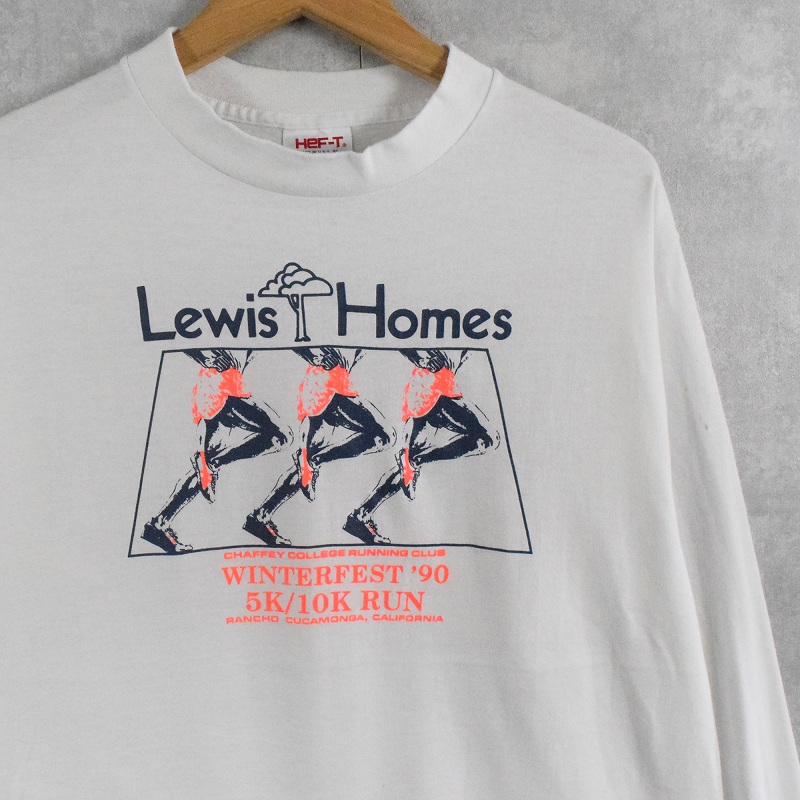 HEF-T®
Lewis Homes
CHAFFEY COLLEGE RUNNING CLUB
WINTERFEST '90
5K/10K RUN
RANCHO CUCAMONGA, CALIFORNIA